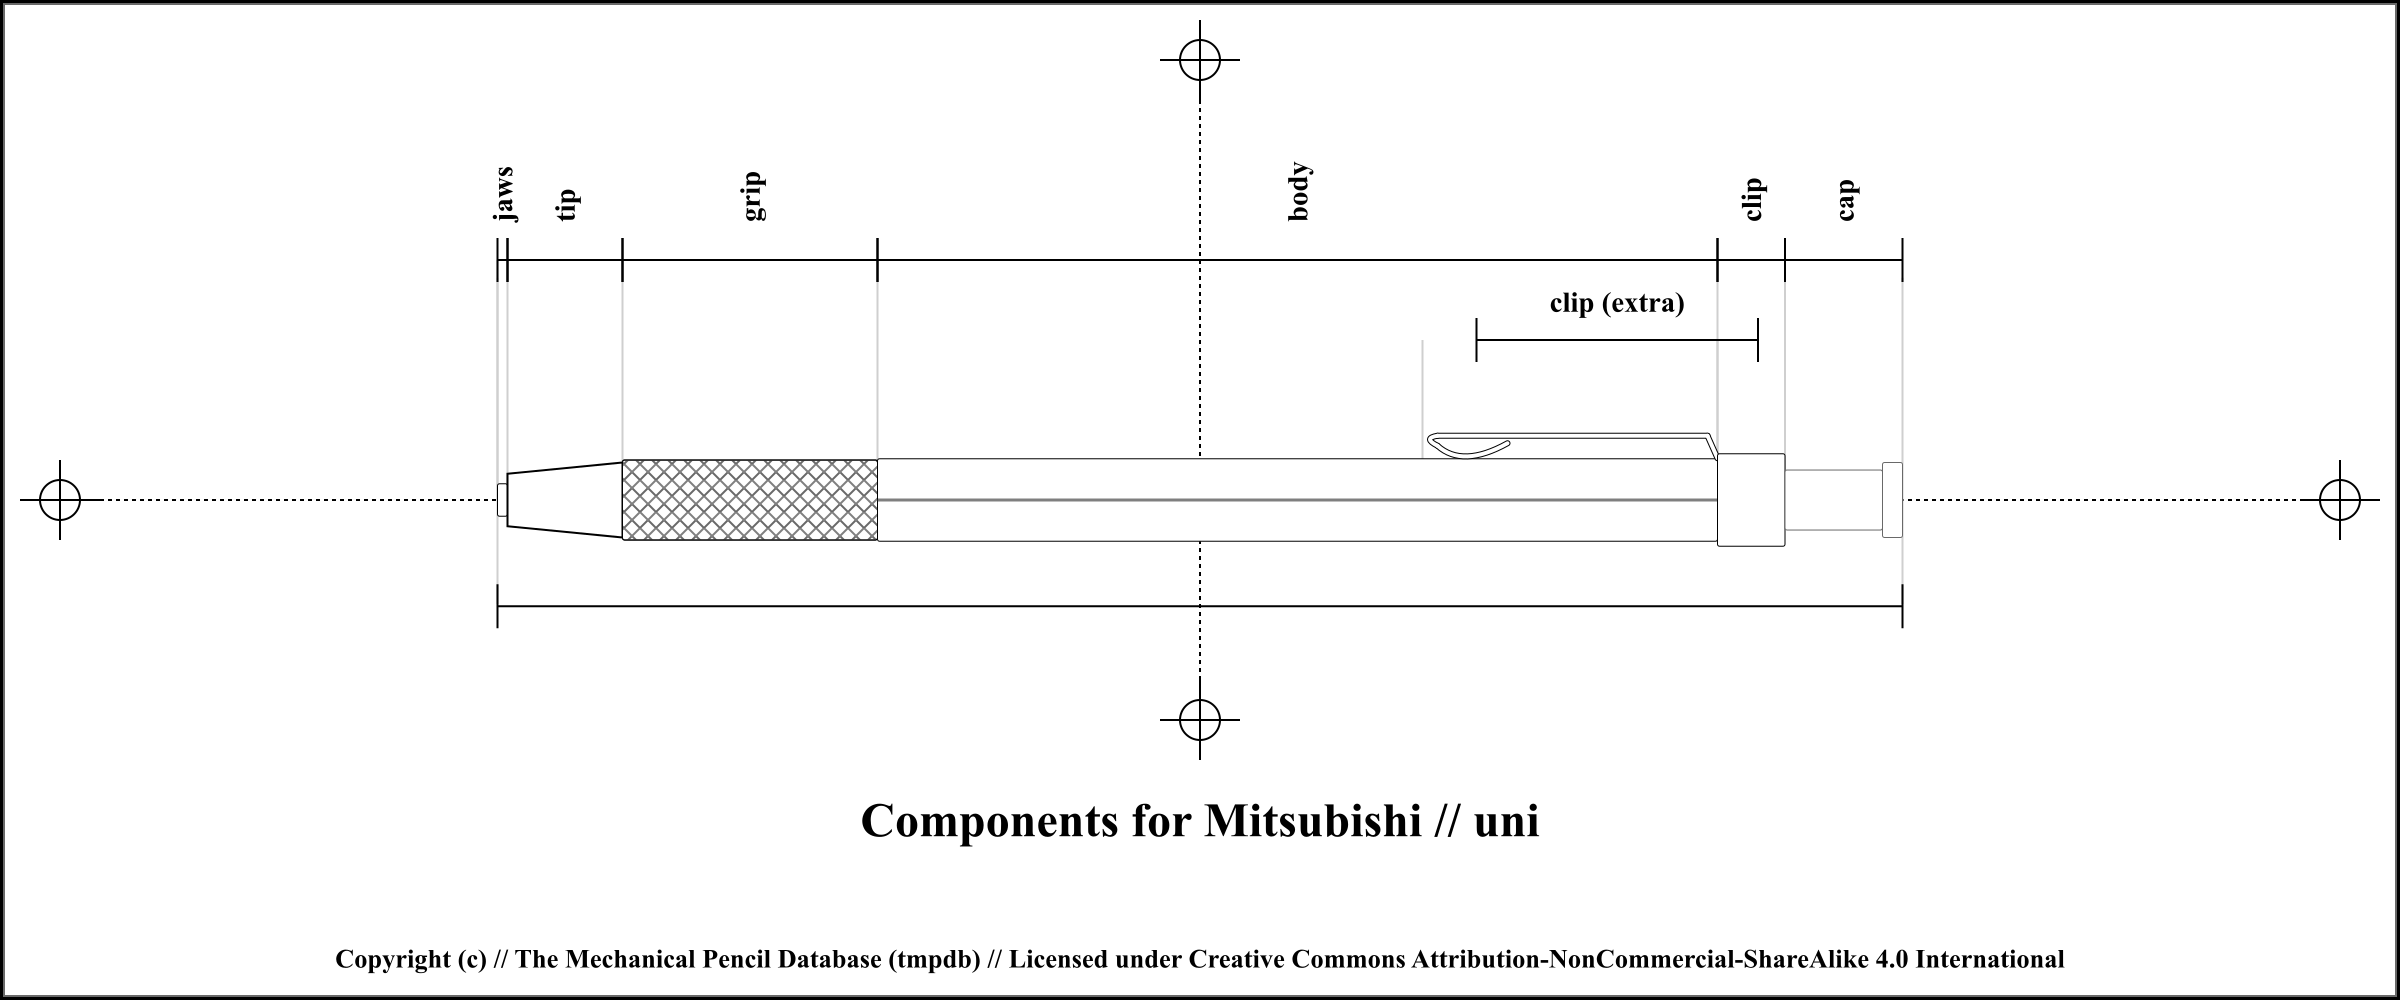 jaws
tip
grip
body
clip
cap
clip (extra)
Components for Mitsubishi // uni
Copyright (c) // The Mechanical Pencil Database (tmpdb) // Licensed under Creative Commons Attribution-NonCommercial-ShareAlike 4.0 International